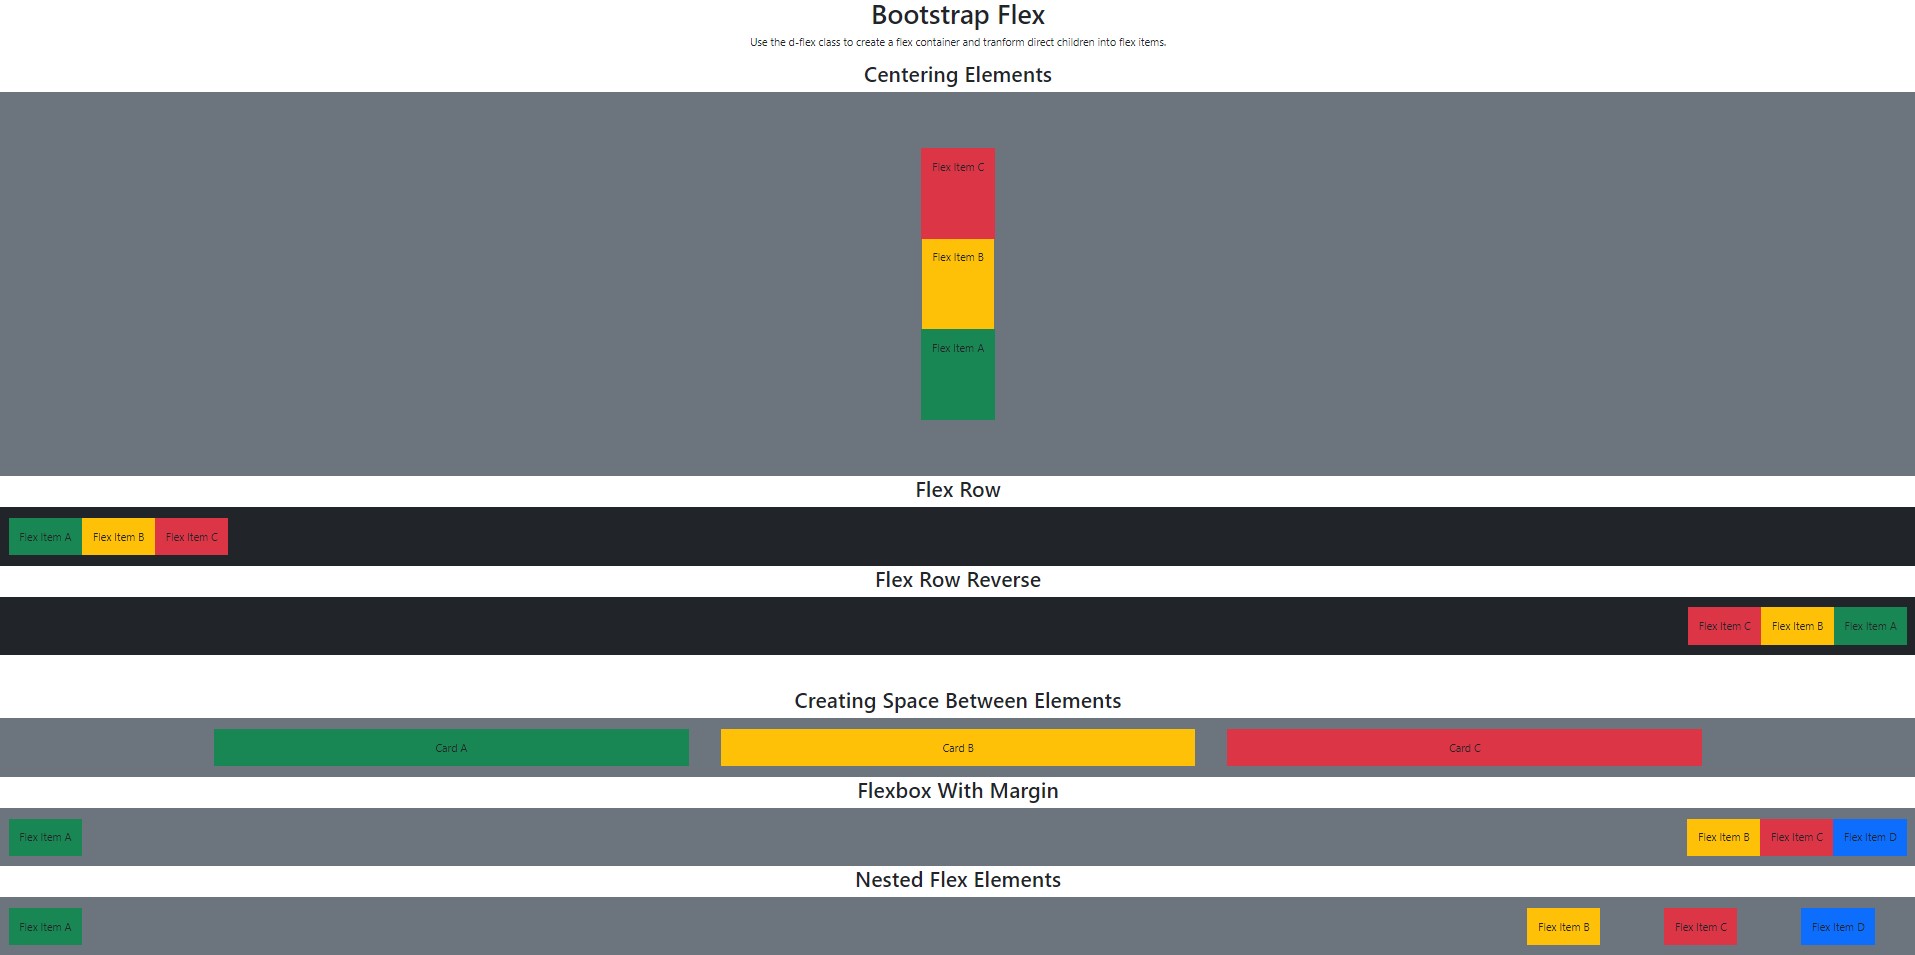 Bootstrap Flex
Use the d-flex class to create a flex container and tranform direct children into flex items.
Centering Elements
Flex Item C
Flex Item B
Flex Item A
Flex Row
Flex Item A Flex Item B Flex Item C
Flex Row Reverse
Flex Item C Flex Item B Flex Item A
Creating Space Between Elements
Card A Card B Card C
Flexbox With Margin
Flex Item A Flex Item B Flex Item C Flex Item D
Nested Flex Elements
Flex Item A Flex Item B Flex Item C Flex Item D